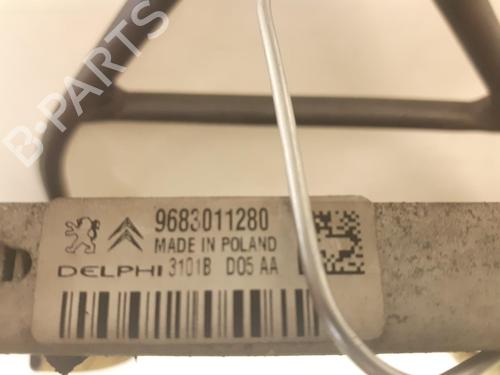 B-PARTS
9683011280
MADE IN POLAND
DELPHI 3101B D05 AA